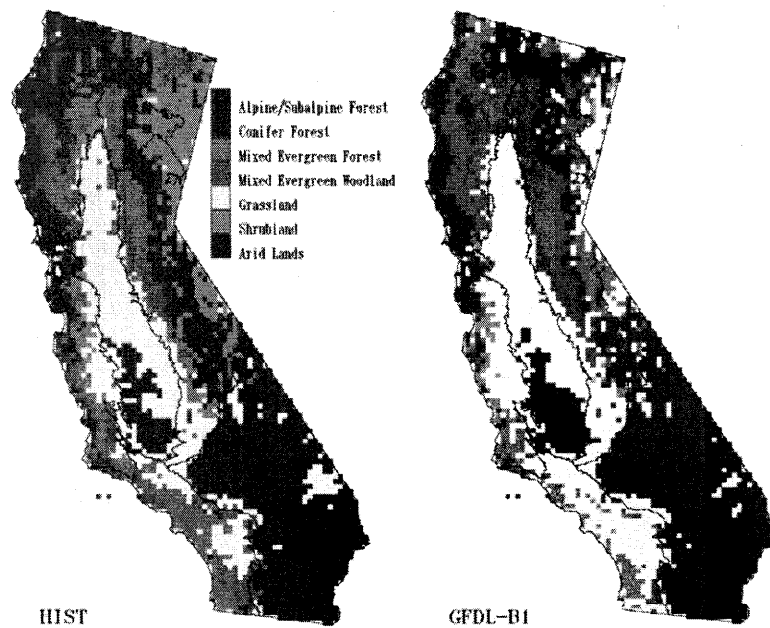 Alpine/Subalpine Forest
Conifer Forest
Mixed Evergreen Forest
Mixed Evergreen Woodland
Grassland
Shrubland
Arid Lands
HIST
GFDL-B1